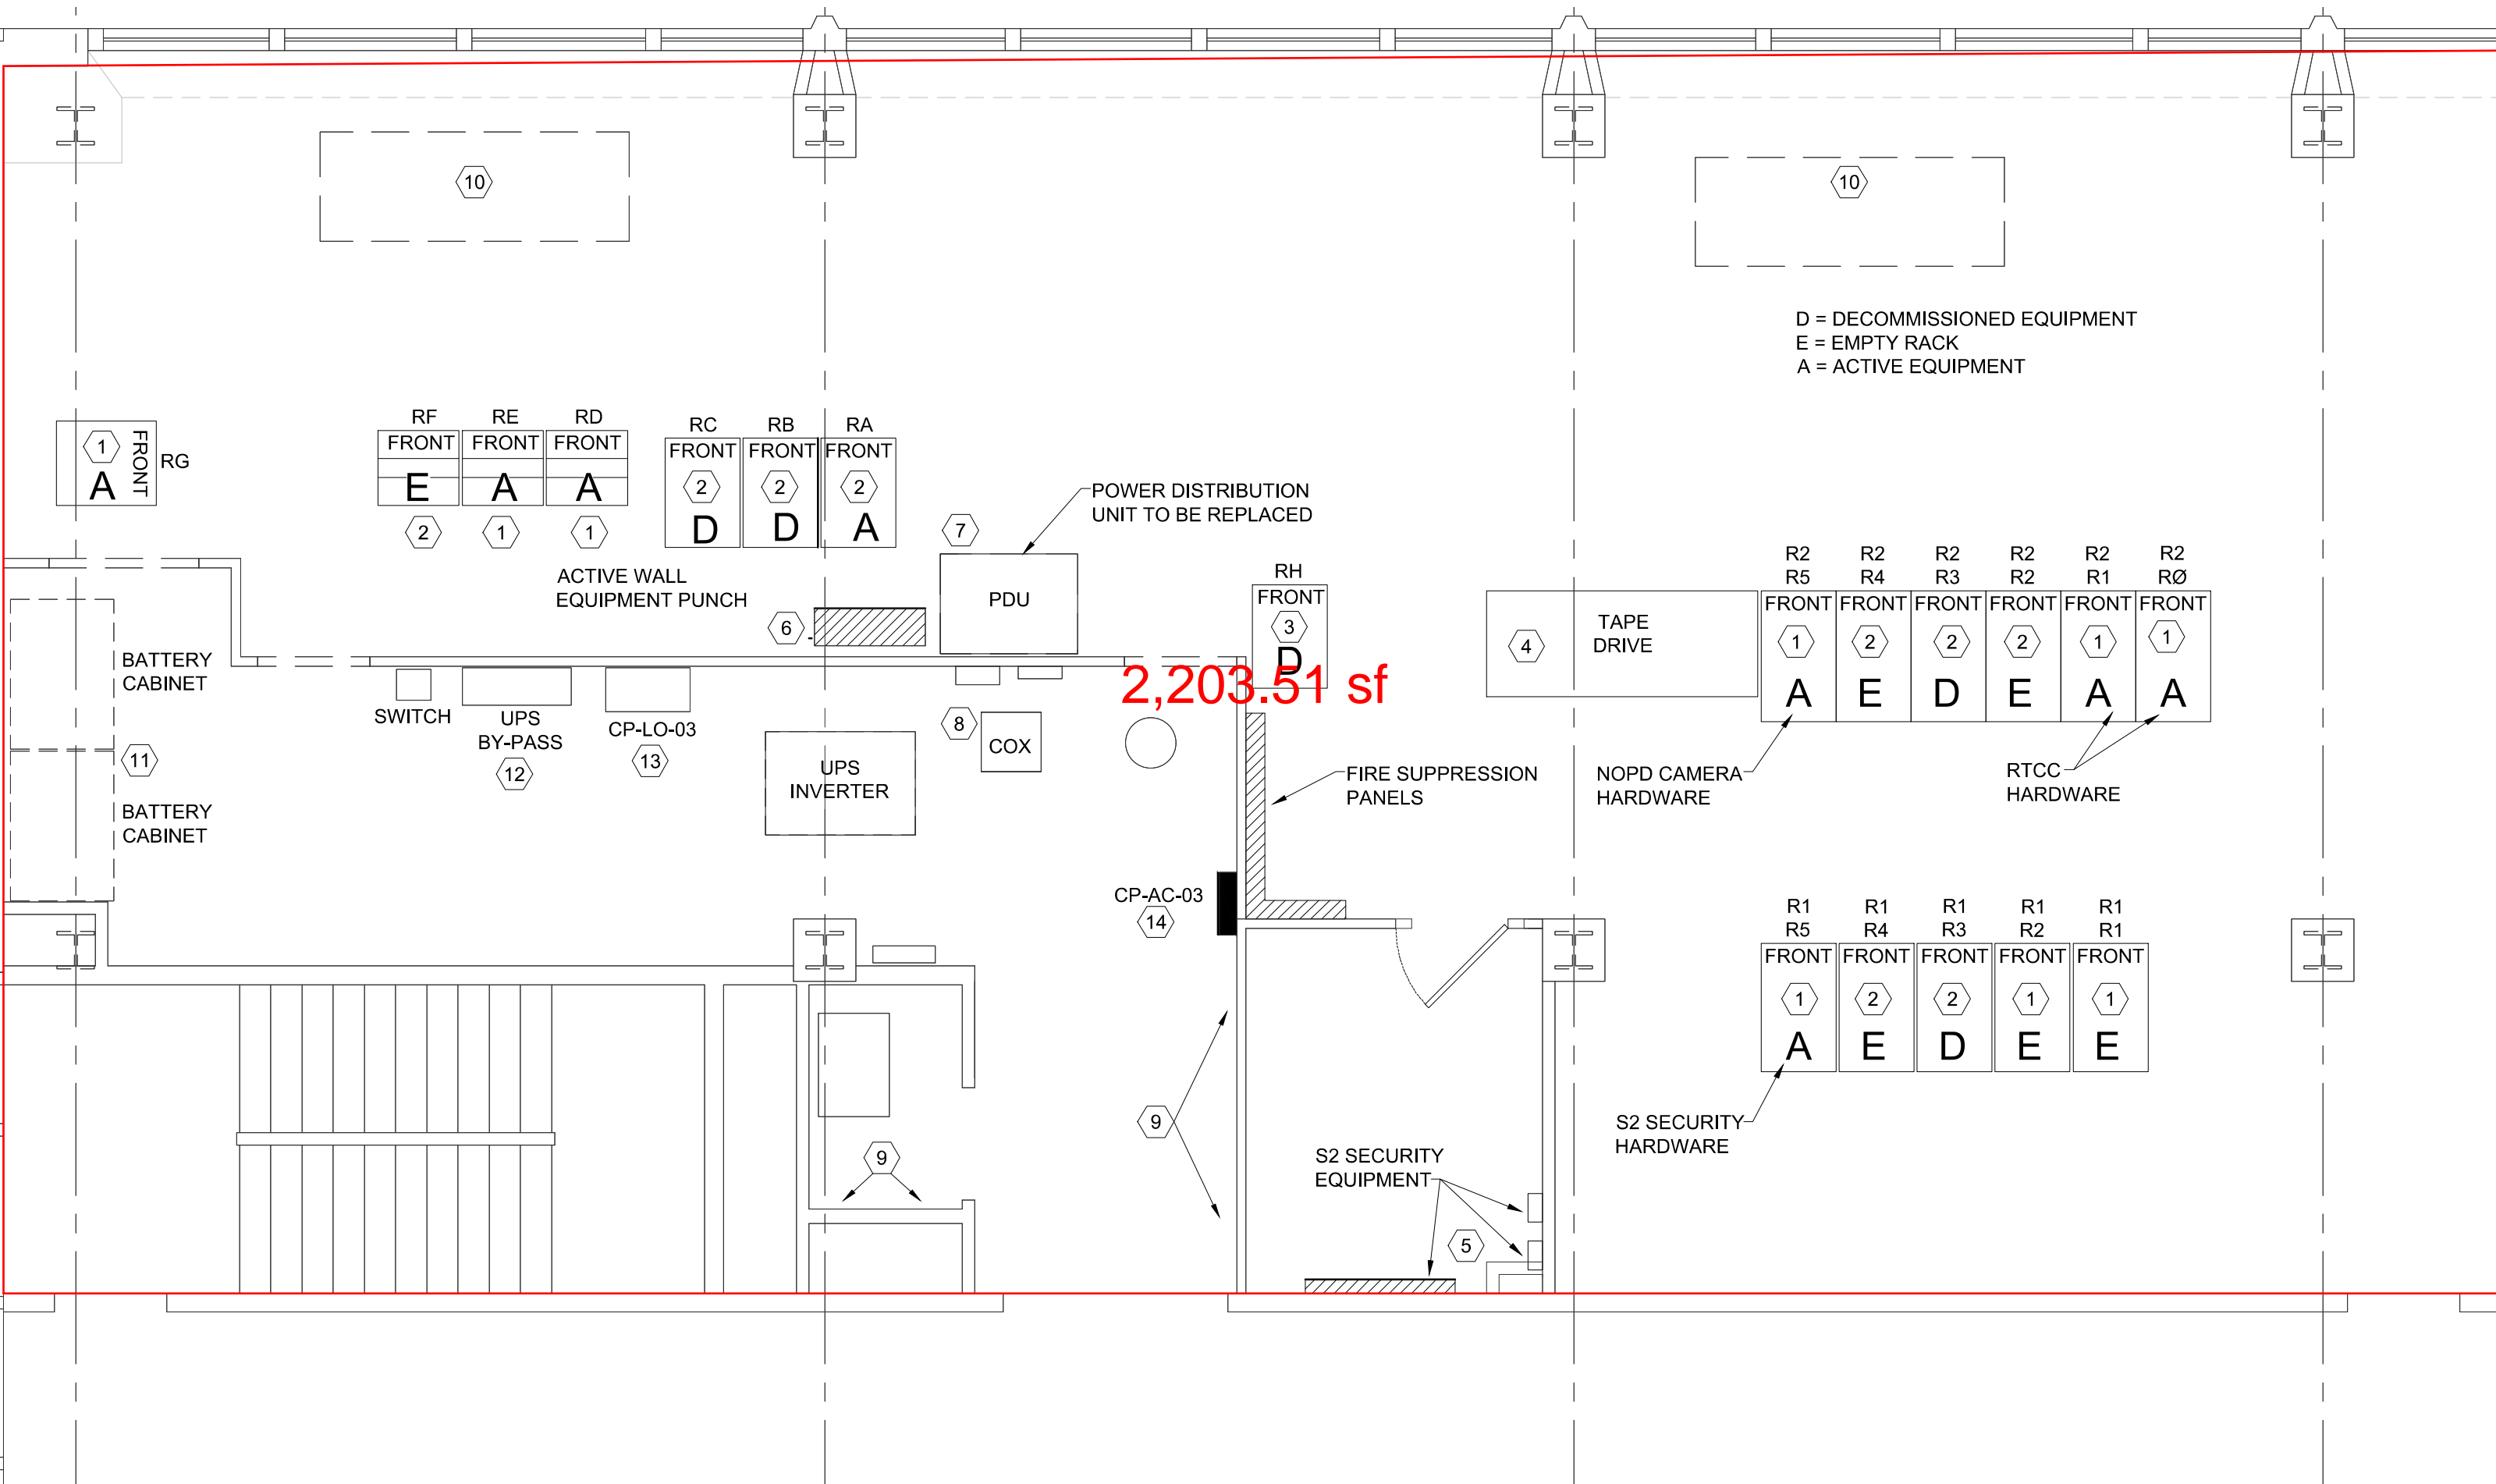 10
10
D = DECOMMISSIONED EQUIPMENT
E = EMPTY RACK
A = ACTIVE EQUIPMENT
1
A
FRONT
RG
RF
FRONT
E
2
RE
FRONT
A
1
RD
FRONT
A
1
RC
FRONT
2
D
RB
FRONT
2
D
RA
FRONT
2
A
POWER DISTRIBUTION
UNIT TO BE REPLACED
7
PDU
ACTIVE WALL
EQUIPMENT PUNCH
6
RH
FRONT
3
D
2,203.51 sf
4
TAPE
DRIVE
R2
R5
FRONT
1
A
R2
R4
FRONT
2
E
R2
R3
FRONT
2
D
R2
R2
FRONT
2
E
R2
R1
FRONT
1
A
R2
RØ
FRONT
1
A
BATTERY
CABINET
11
BATTERY
CABINET
SWITCH
UPS
BY-PASS
12
CP-LO-03
13
UPS
INVERTER
8
COX
FIRE SUPPRESSION
PANELS
NOPD CAMERA
HARDWARE
RTCC
HARDWARE
CP-AC-03
14
R1
R5
FRONT
1
A
R1
R4
FRONT
2
E
R1
R3
FRONT
2
D
R1
R2
FRONT
1
E
R1
R1
FRONT
1
E
9
9
S2 SECURITY
HARDWARE
S2 SECURITY
EQUIPMENT
5